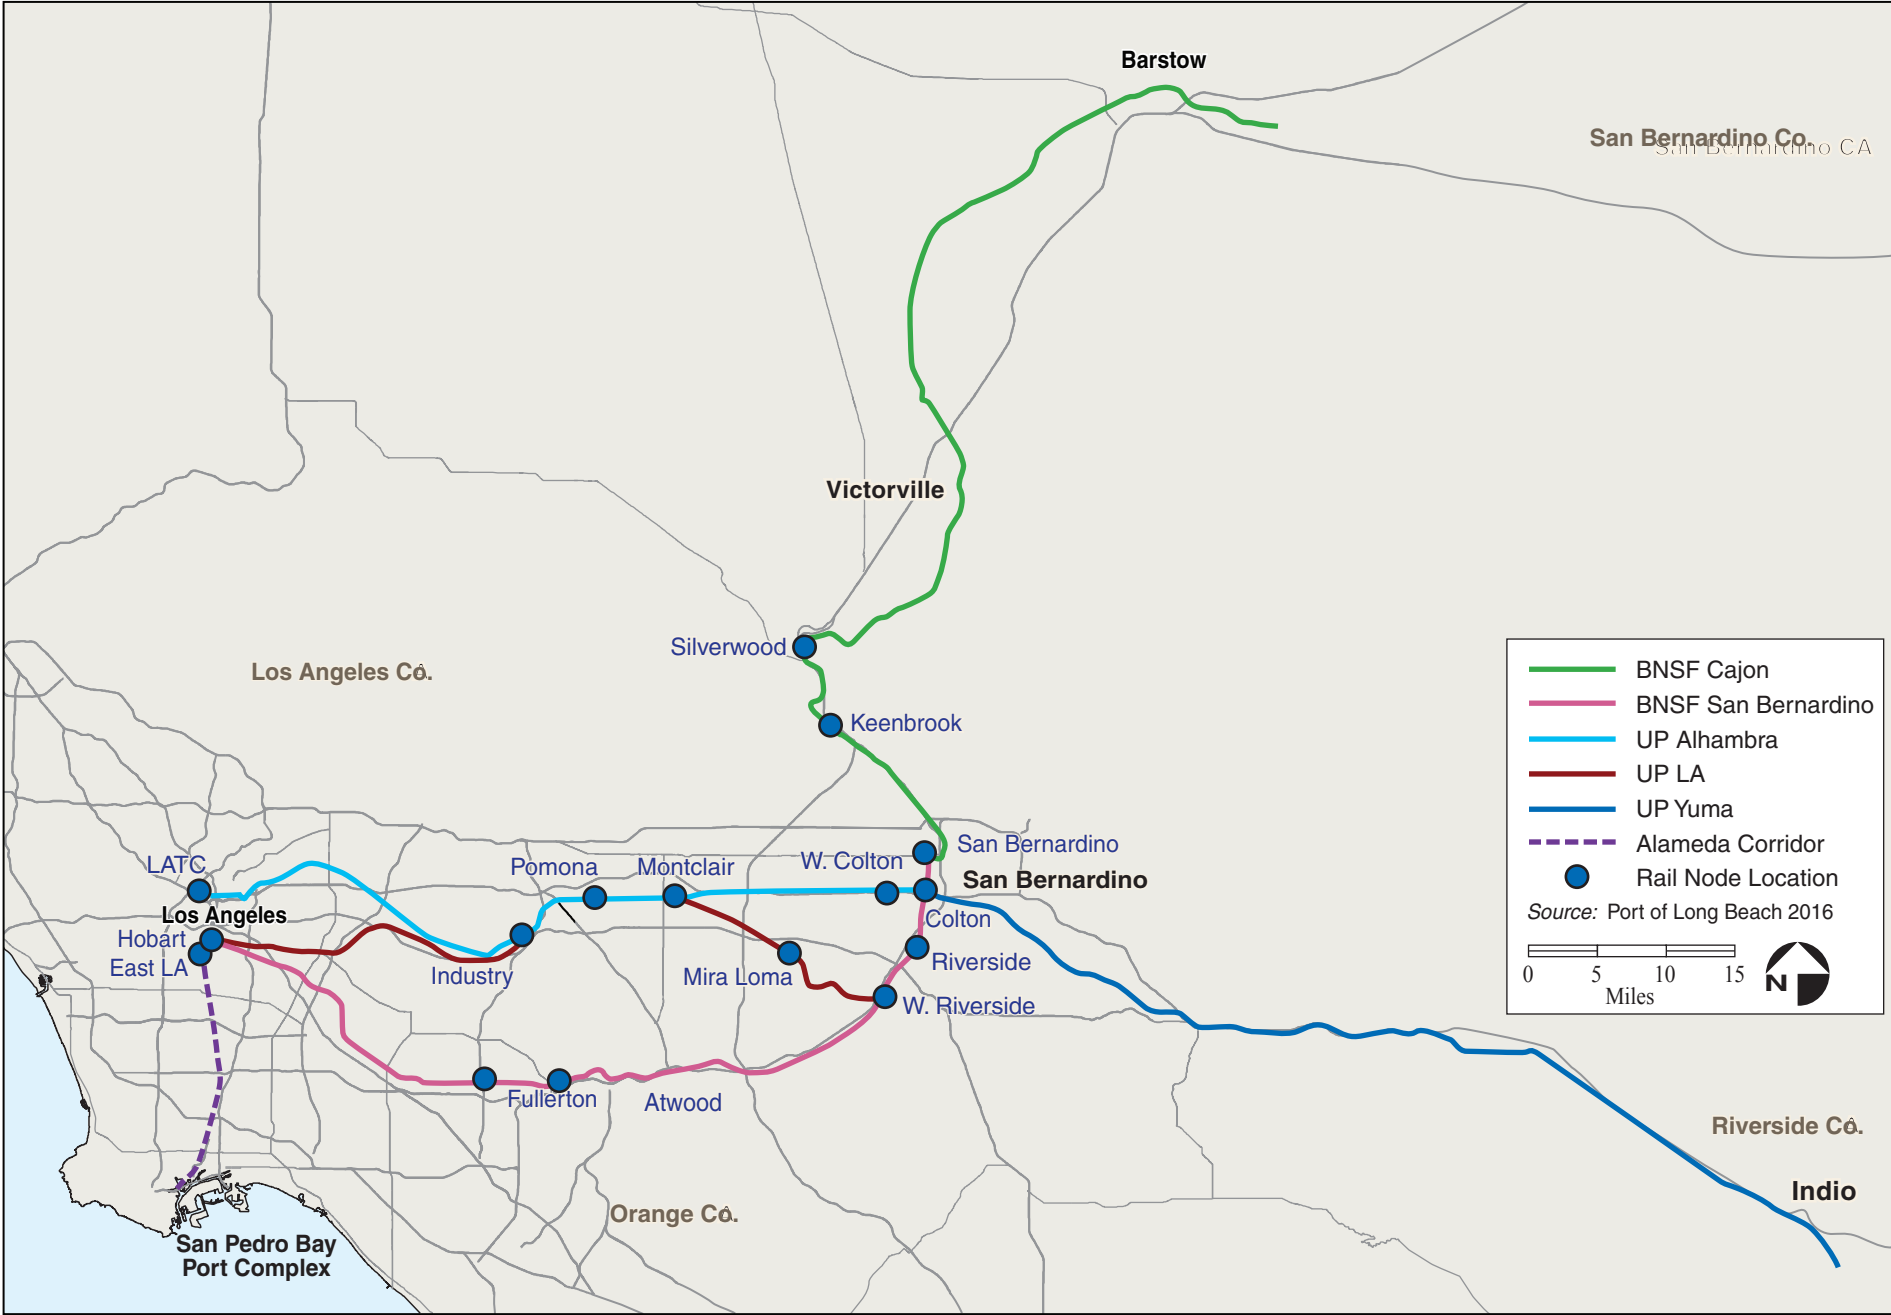 Barstow
San Bernardino Co.
San Bernardino CA
Victorville
Silverwood
Los Angeles Co.
Keenbrook
BNSF Cajon
BNSF San Bernardino
UP Alhambra
UP LA
UP Yuma
Alameda Corridor
Rail Node Location
Source: Port of Long Beach 2016
0 5 10 15
Miles
N
San Bernardino
LATC
Pomona
Montclair
W. Colton
San Bernardino
Los Angeles
Colton
Hobart
East LA
Industry
Mira Loma
Riverside
W. Riverside
Fullerton
Atwood
Riverside Co.
Indio
Orange Co.
San Pedro Bay
Port Complex